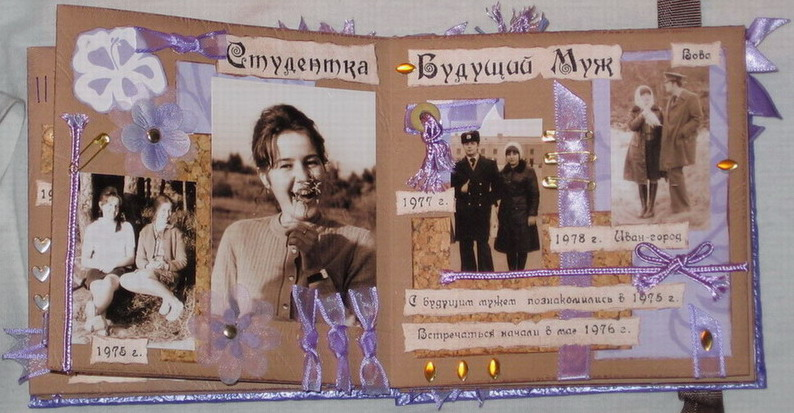 Студентка
1975 г.
Будущий Муж
Вова
1977 г.
1978 г. Иван-город
С будущим мужем познакомились в 1975 г.
Встречаться начали в мае 1976 г.